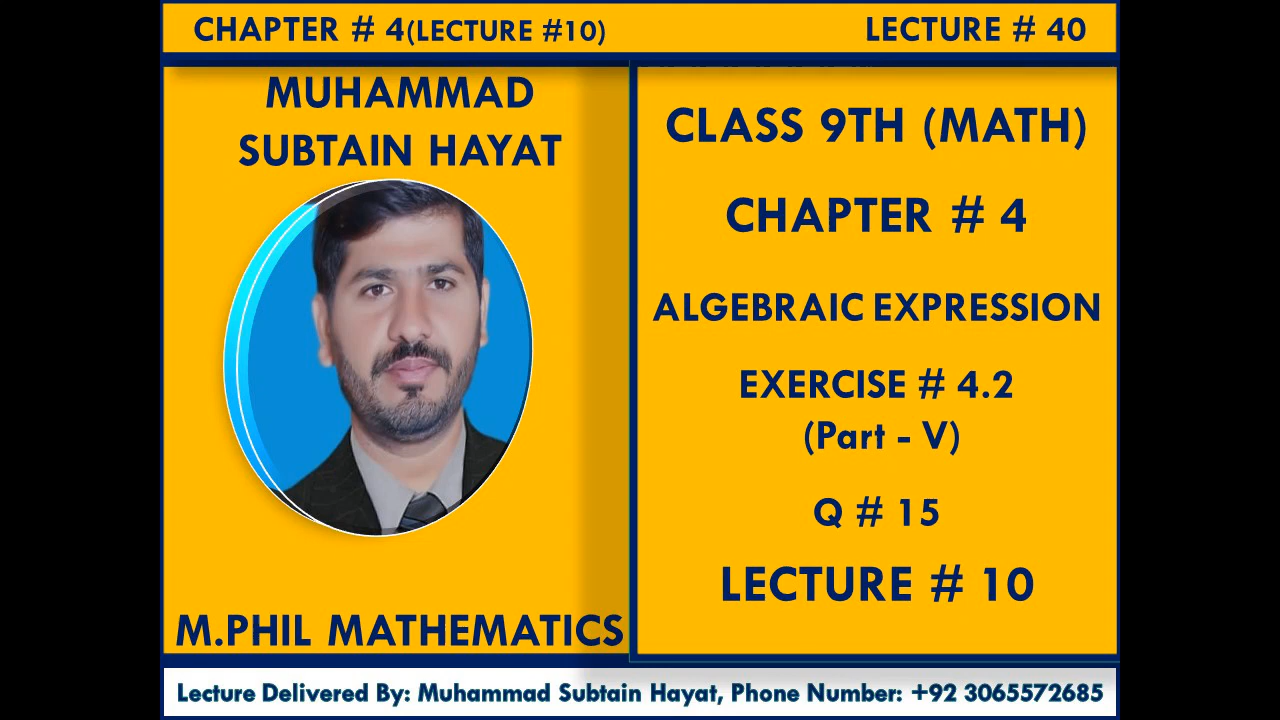 CHAPTER # 4(LECTURE #10)
LECTURE # 40
MUHAMMAD
SUBTAIN HAYAT
M.PHIL MATHEMATICS
CLASS 9TH (MATH)
CHAPTER # 4
ALGEBRAIC EXPRESSION
EXERCISE # 4.2
(Part - V)
Q # 15
LECTURE # 10
Lecture Delivered By: Muhammad Subtain Hayat, Phone Number: +92 3065572685